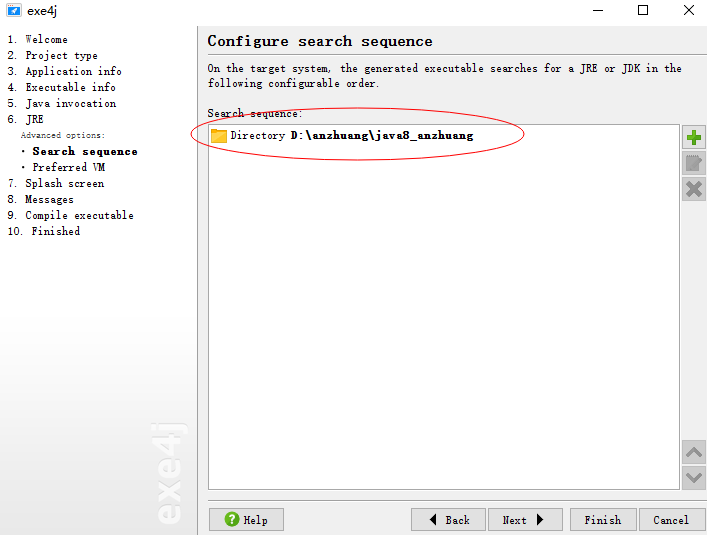 exe4j
1. Welcome
2. Project type
3. Application info
4. Executable info
5. Java invocation
6. JRE
Advanced options:
· Search sequence
· Preferred VM
7. Splash screen
8. Messages
9. Compile executable
10. Finished
exe4j
Configure search sequence
On the target system, the generated executable searches for a JRE or JDK in the
following configurable order.
Search sequence:
Directory D:\anzhuang\java8_anzhuang
Help
Back
Next
Finish
Cancel